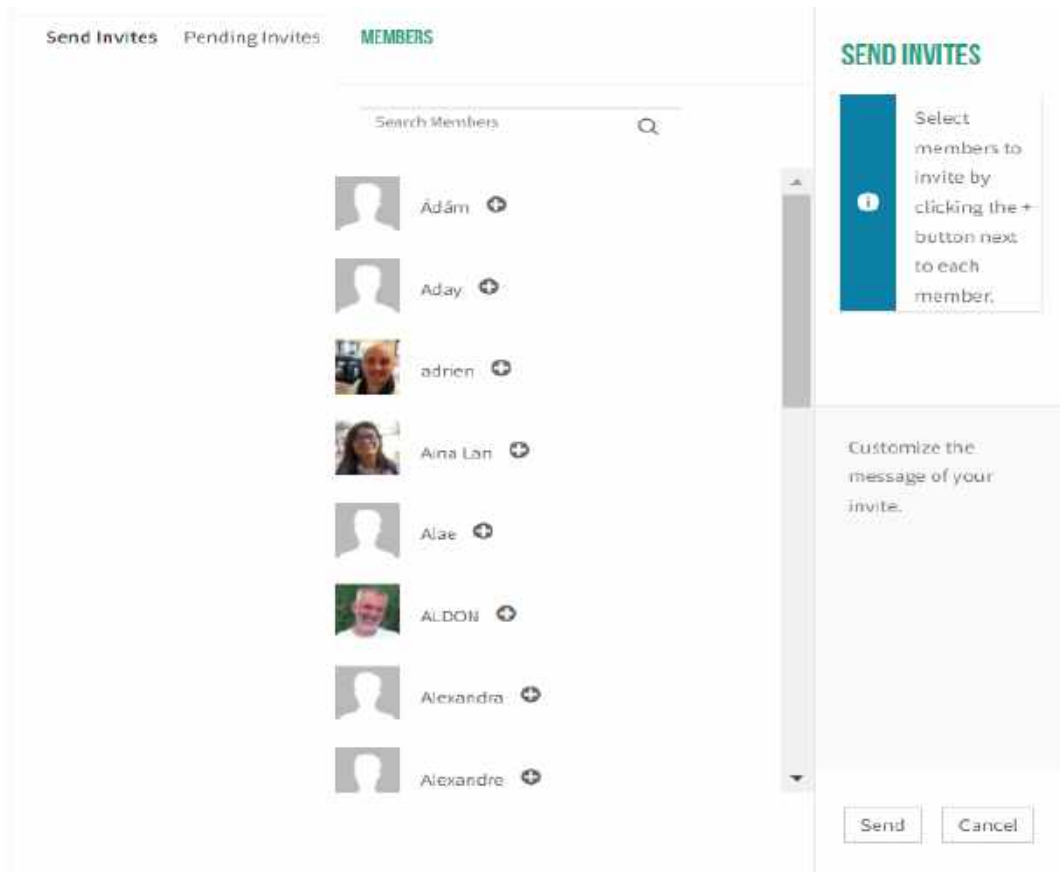 Send Invites Pending Invites
MEMBERS
Search Members
Ádám
Aday
adrien
Aina Lan
Alae
ALDON
Alexandra
Alexandre
SEND INVITES
Select
members to
invite by
clicking the +
button next
to each
member.
Customize the
message of your
invite.
Send Cancel